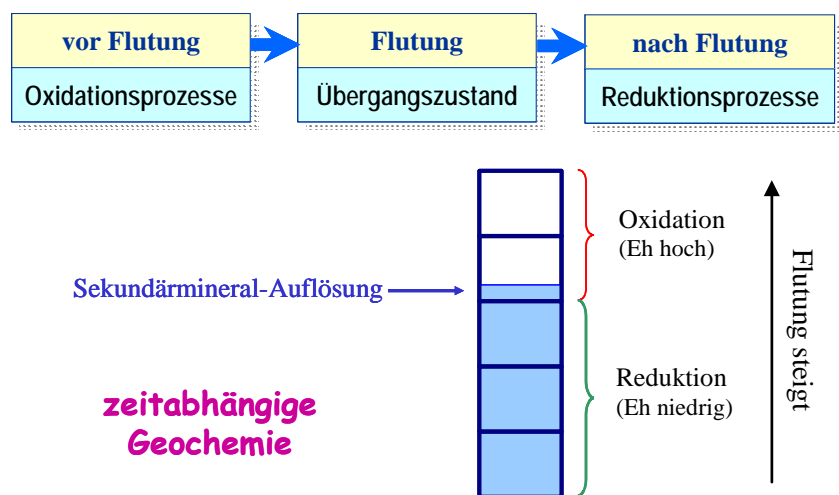 vor Flutung
Oxidationsprozesse
Flutung
Übergangszustand
nach Flutung
Reduktionsprozesse
Oxidation
(Eh hoch)
Sekundärmineral-Auflösung
Reduktion
(Eh niedrig)
Flutung steigt
zeitabhängige
Geochemie